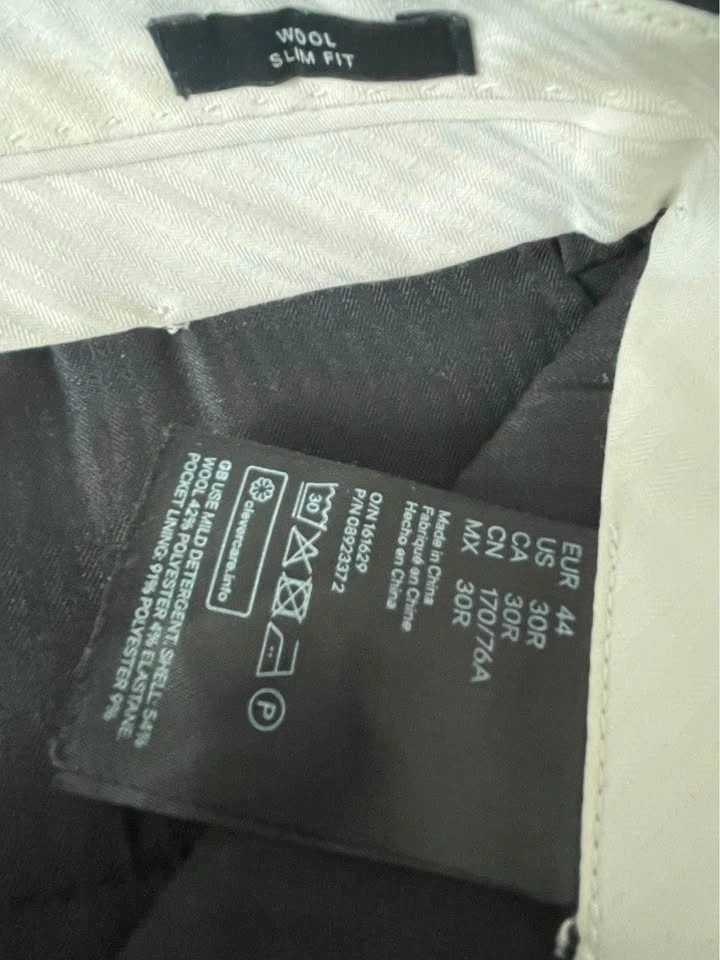 WOOL
SLIM FIT
EUR 44
US 30R
CA 30R
CN 170/76A
MX 30R
Made in China
Fabriqué en Chine
Hecho en China
O/N 161629
P/N 08923372
30
P
clevercare.info
GB USE MILD DETERGENT. SHELL: 54%
WOOL 42% POLYESTER 4% ELASTANE.
POCKET LINING: 91% POLYESTER 9%